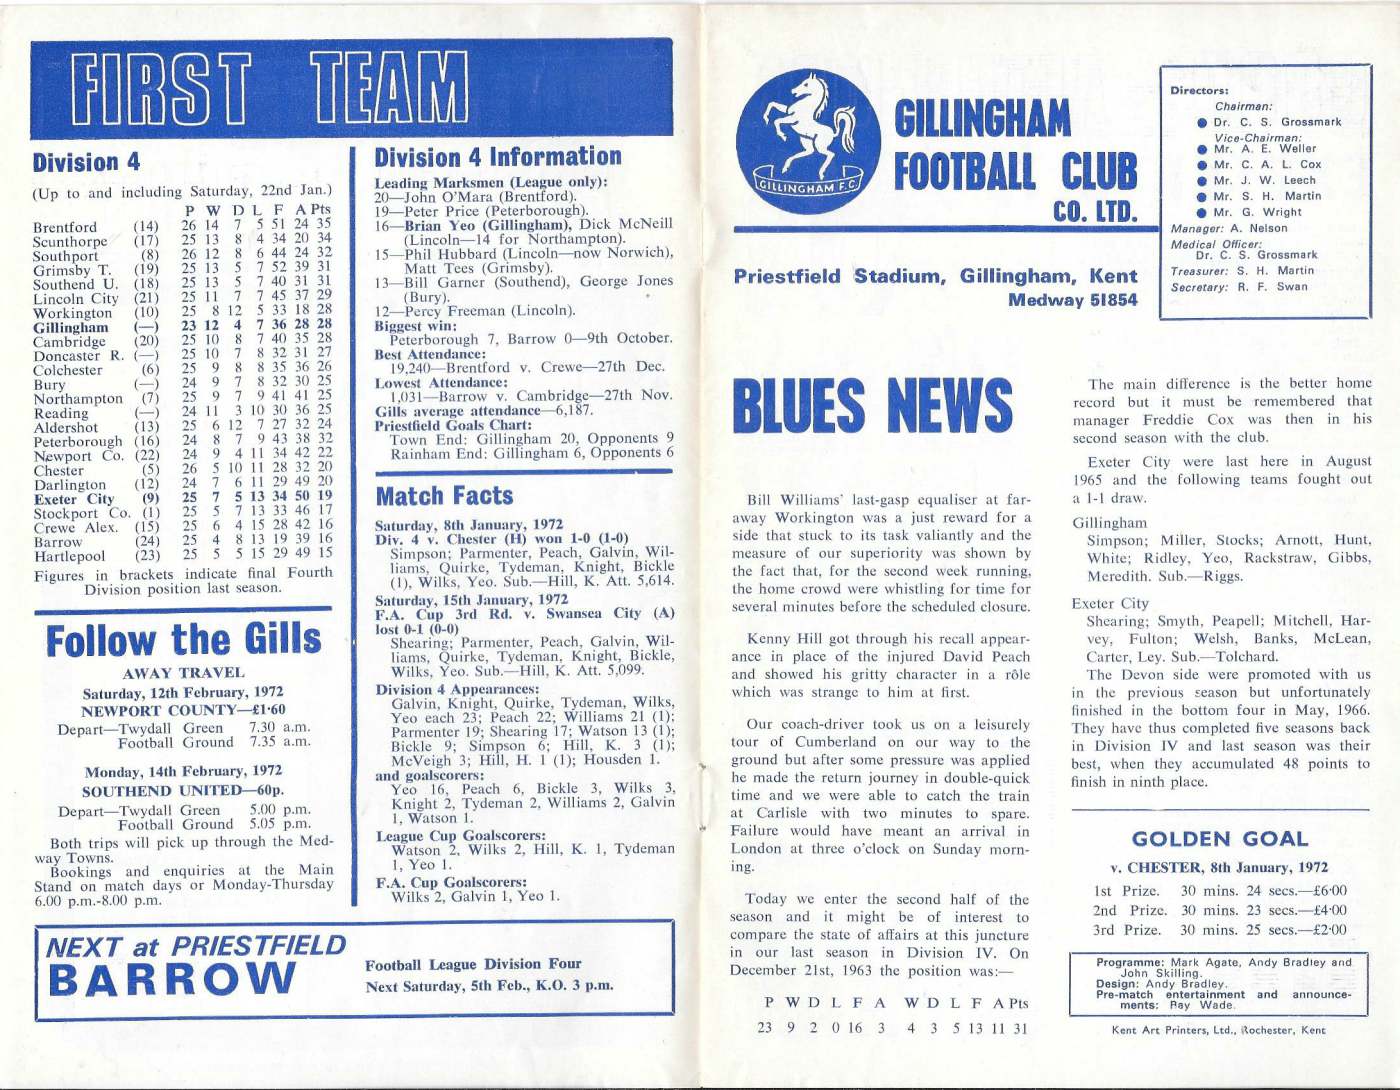 FIRST TEAM
Division 4
(Up to and including Saturday, 22nd Jan.)
P W D L F A Pts
Brentford (14) 26 14 7 5 51 24 35
Scunthorpe (17) 25 13 8 4 34 20 34
Southport (8) 26 12 8 6 44 24 32
Grimsby T. (19) 25 13 5 7 52 39 31
Southend U. (18) 25 13 5 7 40 31 31
Lincoln City (21) 25 11 7 7 45 37 29
Workington (10) 25 8 12 5 33 18 28
Gillingham (—) 23 12 4 7 36 28 28
Cambridge (20) 25 10 8 7 40 35 28
Doncaster R. (—) 25 10 7 8 32 31 27
Colchester (6) 25 9 8 8 35 36 26
Bury (—) 24 9 7 8 32 30 25
Northampton (7) 25 9 7 9 41 41 25
Reading (—) 24 11 3 10 30 36 25
Aldershot (13) 25 6 12 7 27 32 24
Peterborough (16) 24 8 7 9 43 38 32
Newport Co. (22) 24 9 4 11 34 42 22
Chester (5) 26 5 10 11 28 32 20
Darlington (12) 24 7 6 11 29 49 20
Exeter City (9) 25 7 5 13 34 50 19
Stockport Co. (1) 25 5 7 13 33 46 17
Crewe Alex. (15) 25 6 4 15 28 42 16
Barrow (24) 25 4 8 13 19 39 16
Hartlepool (23) 25 5 5 15 29 49 15
Figures in brackets indicate final Fourth
Division position last season.
Follow the Gills
AWAY TRAVEL
Saturday, 12th February, 1972
NEWPORT COUNTY—£1·60
Depart—Twydall Green 7.30 a.m.
Football Ground 7.35 a.m.
Monday, 14th February, 1972
SOUTHEND UNITED—60p.
Depart—Twydall Green 5.00 p.m.
Football Ground 5.05 p.m.
Both trips will pick up through the Med-
way Towns.
Bookings and enquiries at the Main
Stand on match days or Monday-Thursday
6.00 p.m.-8.00 p.m.
Division 4 Information
Leading Marksmen (League only):
20—John O'Mara (Brentford).
19—Peter Price (Peterborough).
16—Brian Yeo (Gillingham), Dick McNeill
(Lincoln—14 for Northampton).
15—Phil Hubbard (Lincoln—now Norwich),
Matt Tees (Grimsby).
13—Bill Garner (Southend), George Jones
(Bury).
12—Percy Freeman (Lincoln).
Biggest win:
Peterborough 7, Barrow 0—9th October.
Best Attendance:
19,240—Brentford v. Crewe—27th Dec.
Lowest Attendance:
1,031—Barrow v. Cambridge—27th Nov.
Gills average attendance—6,187.
Priestfield Goals Chart:
Town End: Gillingham 20, Opponents 9
Rainham End: Gillingham 6, Opponents 6
Match Facts
Saturday, 8th January, 1972
Div. 4 v. Chester (H) won 1-0 (1-0)
Simpson; Parmenter, Peach, Galvin, Wil-
liams, Quirke, Tydeman, Knight, Bickle
(1), Wilks, Yeo. Sub.—Hill, K. Att. 5,614.
Saturday, 15th January, 1972
F.A. Cup 3rd Rd. v. Swansea City (A)
lost 0-1 (0-0)
Shearing; Parmenter, Peach, Galvin, Wil-
liams, Quirke, Tydeman, Knight, Bickle,
Wilks, Yeo. Sub.—Hill, K. Att. 5,099.
Division 4 Appearances:
Galvin, Knight, Quirke, Tydeman, Wilks,
Yeo each 23; Peach 22; Williams 21 (1);
Parmenter 19; Shearing 17; Watson 13 (1);
Bickle 9; Simpson 6; Hill, K. 3 (1);
McVeigh 3; Hill, H. 1 (1); Housden 1.
and goalscorers:
Yeo 16, Peach 6, Bickle 3, Wilks 3,
Knight 2, Tydeman 2, Williams 2, Galvin
1, Watson 1.
League Cup Goalscorers:
Watson 2, Wilks 2, Hill, K. 1, Tydeman
1, Yeo 1.
F.A. Cup Goalscorers:
Wilks 2, Galvin 1, Yeo 1.
NEXT at PRIESTFIELD
BARROW
Football League Division Four
Next Saturday, 5th Feb., K.O. 3 p.m.
GILLINGHAM F.C.
GILLINGHAM
FOOTBALL CLUB
CO. LTD.
Priestfield Stadium, Gillingham, Kent
Medway 51854
Directors:
Chairman:
● Dr. C. S. Grossmark
Vice-Chairman:
● Mr. A. E. Weller
● Mr. C. A. L. Cox
● Mr. J. W. Leech
● Mr. S. H. Martin
● Mr. G. Wright
Manager: A. Nelson
Medical Officer:
Dr. C. S. Grossmark
Treasurer: S. H. Martin
Secretary: R. F. Swan
BLUES NEWS
Bill Williams' last-gasp equaliser at far-
away Workington was a just reward for a
side that stuck to its task valiantly and the
measure of our superiority was shown by
the fact that, for the second week running,
the home crowd were whistling for time for
several minutes before the scheduled closure.
Kenny Hill got through his recall appear-
ance in place of the injured David Peach
and showed his gritty character in a rôle
which was strange to him at first.
Our coach-driver took us on a leisurely
tour of Cumberland on our way to the
ground but after some pressure was applied
he made the return journey in double-quick
time and we were able to catch the train
at Carlisle with two minutes to spare.
Failure would have meant an arrival in
London at three o'clock on Sunday morn-
ing.
Today we enter the second half of the
season and it might be of interest to
compare the state of affairs at this juncture
in our last season in Division IV. On
December 21st, 1963 the position was:—
P W D L F A W D L F A Pts
23 9 2 0 16 3 4 3 5 13 11 31
The main difference is the better home
record but it must be remembered that
manager Freddie Cox was then in his
second season with the club.
Exeter City were last here in August
1965 and the following teams fought out
a 1-1 draw.
Gillingham
Simpson; Miller, Stocks; Arnott, Hunt,
White; Ridley, Yeo, Rackstraw, Gibbs,
Meredith. Sub.—Riggs.
Exeter City
Shearing; Smyth, Peapell; Mitchell, Har-
vey, Fulton; Welsh, Banks, McLean,
Carter, Ley. Sub.—Tolchard.
The Devon side were promoted with us
in the previous season but unfortunately
finished in the bottom four in May, 1966.
They have thus completed five seasons back
in Division IV and last season was their
best, when they accumulated 48 points to
finish in ninth place.
GOLDEN GOAL
v. CHESTER, 8th January, 1972
1st Prize. 30 mins. 24 secs.—£6·00
2nd Prize. 30 mins. 23 secs.—£4·00
3rd Prize. 30 mins. 25 secs.—£2·00
Programme: Mark Agate, Andy Bradley and
John Skilling.
Design: Andy Bradley.
Pre-match entertainment and announce-
ments: Ray Wade.
Kent Art Printers, Ltd., Rochester, Kent